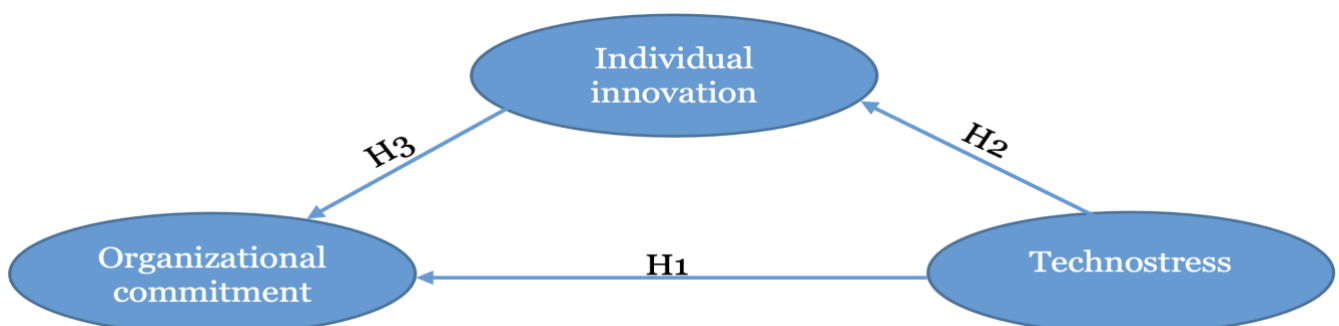 Individual
innovation
H3
H2
Organizational
commitment
H1
Technostress